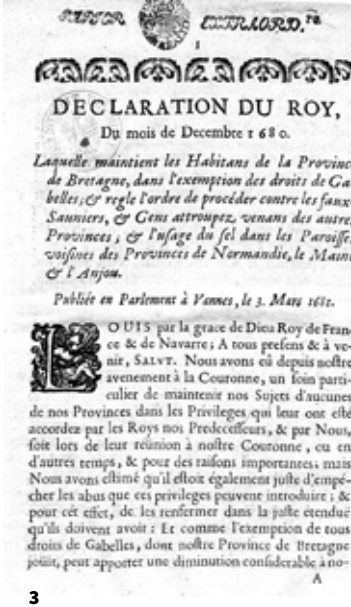 EXTRAORD.
1
DECLARATION DU ROY,
Du mois de Decembre 1680.
Laquelle maintient les Habitans de la Provinc
de Bretagne, dans l'exemption des droits de Ga
belles; & regle l'ordre de procéder contre les faux
Sauniers, & Gens attroupez venans des autre
Provinces; & l'usage du sel dans les Paroisse
voisines des Provinces de Normandie, le Maine
& l'Anjou.
Publiée en Parlement à Vannes, le 3. Mars 1681.
LOUIS par la grace de Dieu Roy de Fran
ce & de Navarre; A tous presens & à ve-
nir, SALVT. Nous avons eû depuis nostre
avenement à la Couronne, un soin parti-
culier de maintenir nos Sujets d'aucunes
de nos Provinces dans les Privileges qui leur ont esté
accordez par les Roys nos Predecesseurs, & par Nous,
soit lors de leur reünion à nostre Couronne, ou en
d'autres temps, & pour des raisons importantes; mais
Nous avons estimé qu'il estoit également juste d'empé-
cher les abus que ces privileges peuvent introduire; &
pour cét effet, de les renfermer dans la juste étenduë
qu'ils doivent avoir: Et comme l'exemption de tous
droits de Gabelles, dont nostre Province de Bretagne
joüit, peut apporter une diminution considerable à no-
A
3